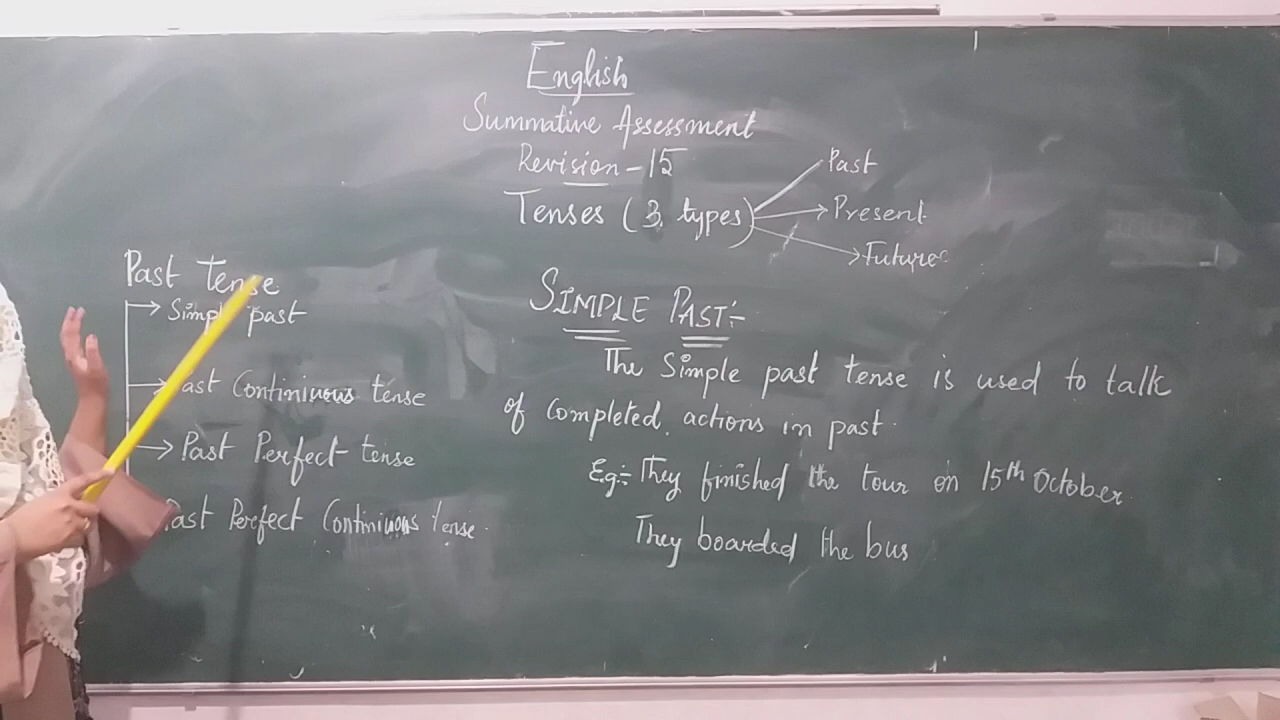 English
Summative Assessment
Revision - 15
Tenses (3 types)
Past
Present
Future
Past Tense
Simple past
Past Continuous tense
Past Perfect tense
Past Perfect Continuous tense.
SIMPLE PAST:-
The Simple past tense is used to talk
of completed actions in past.
Eg:- They finished the tour on 15th October.
They boarded the bus